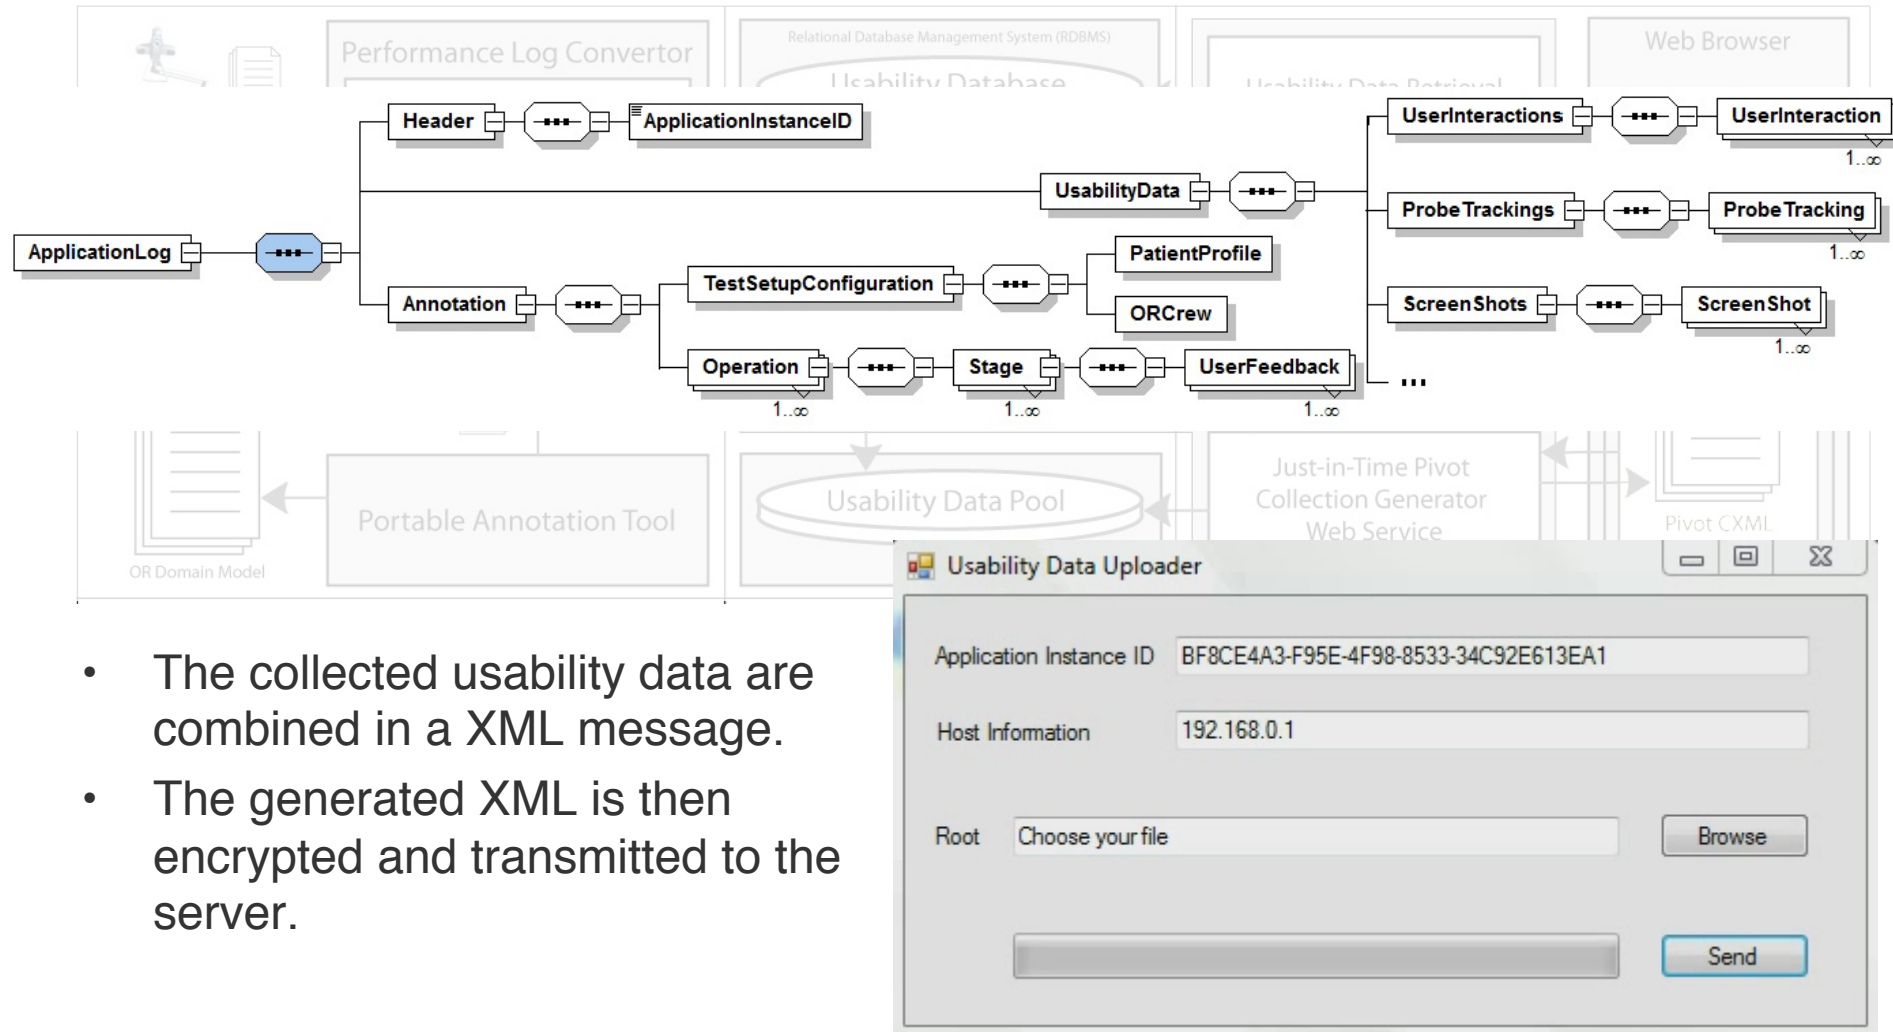 Performance Log Convertor
Relational Database Management System (RDBMS)
Usability Database
Usability Data Retrieval
Web Browser
Header
ApplicationInstanceID
UserInteractions
UserInteraction
1..∞
UsabilityData
ProbeTrackings
ProbeTracking
1..∞
ApplicationLog
PatientProfile
TestSetupConfiguration
Annotation
ORCrew
ScreenShots
ScreenShot
1..∞
Operation
Stage
UserFeedback
...
1..∞
1..∞
1..∞
Portable Annotation Tool
OR Domain Model
Usability Data Pool
Just-in-Time Pivot
Collection Generator
Web Service
Pivot CXML
• The collected usability data are
combined in a XML message.
• The generated XML is then
encrypted and transmitted to the
server.
Usability Data Uploader
Application Instance ID BF8CE4A3-F95E-4F98-8533-34C92E613EA1
Host Information 192.168.0.1
Root Choose your file Browse
Send